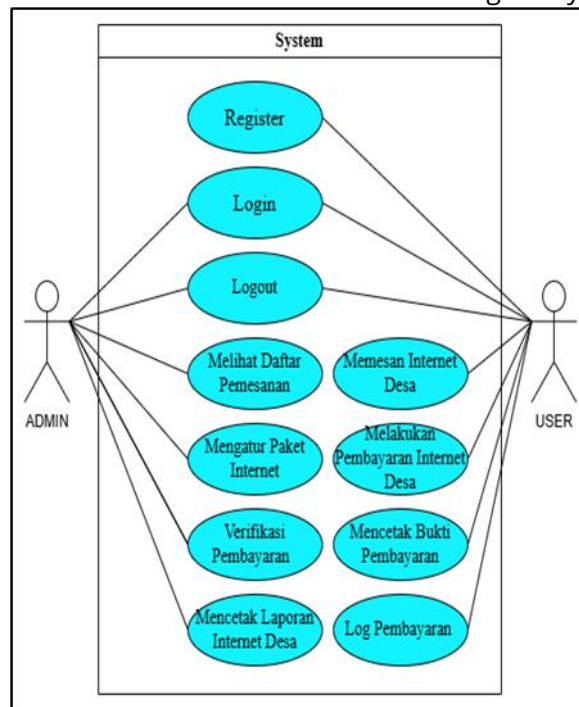 System
Register
Login
Logout
Melihat Daftar
Pemesanan
Memesan Internet
Desa
ADMIN
USER
Mengatur Paket
Internet
Melakukan
Pembayaran Internet
Desa
Verifikasi
Pembayaran
Mencetak Bukti
Pembayaran
Mencetak Laporan
Internet Desa
Log Pembayaran